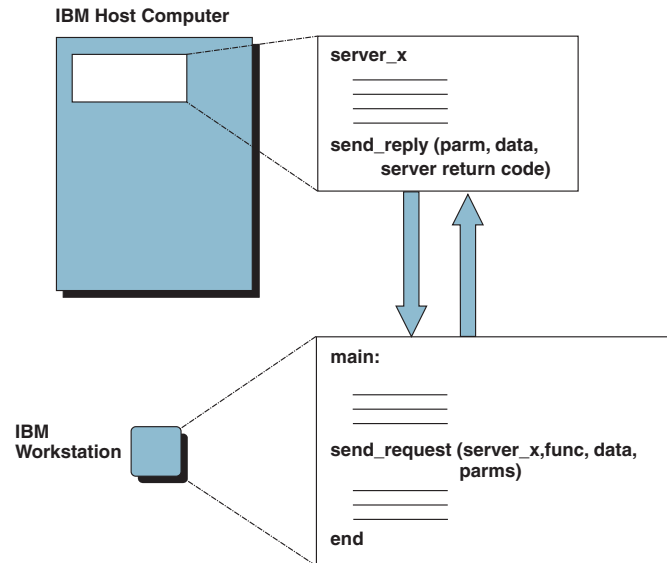 IBM Host Computer
server_x
send_reply (parm, data,
server return code)
main:
IBM
Workstation
send_request (server_x,func, data,
parms)
end